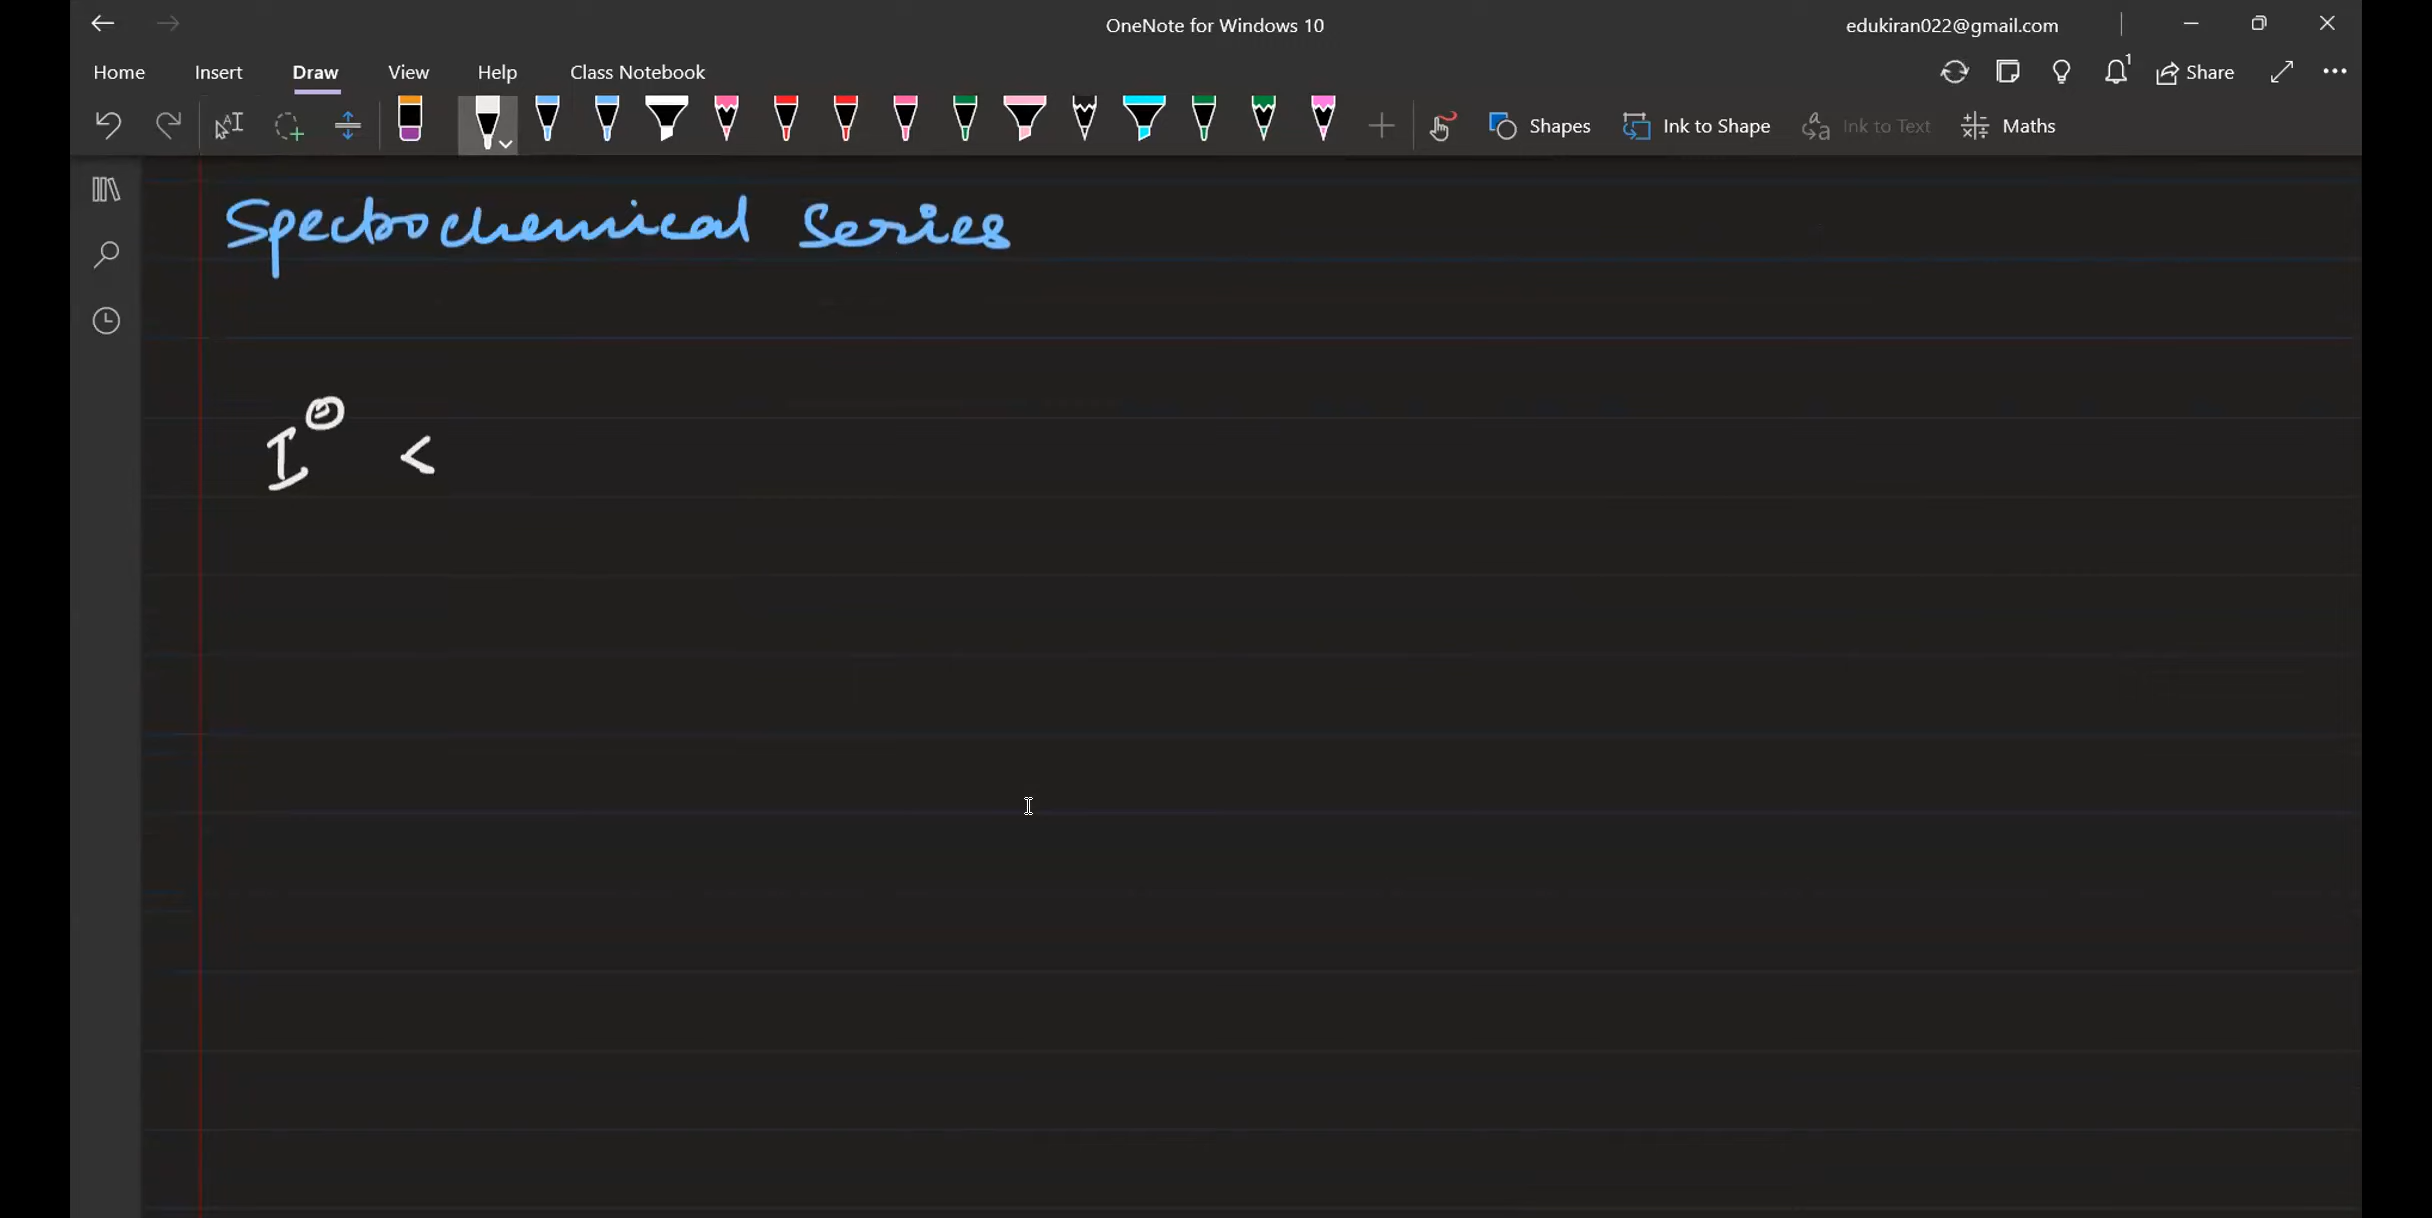 OneNote for Windows 10
edukiran022@gmail.com
Home Insert Draw View Help Class Notebook
1 Share
Shapes Ink to Shape Ink to Text Maths
Spectrochemical Series
I⊖ <